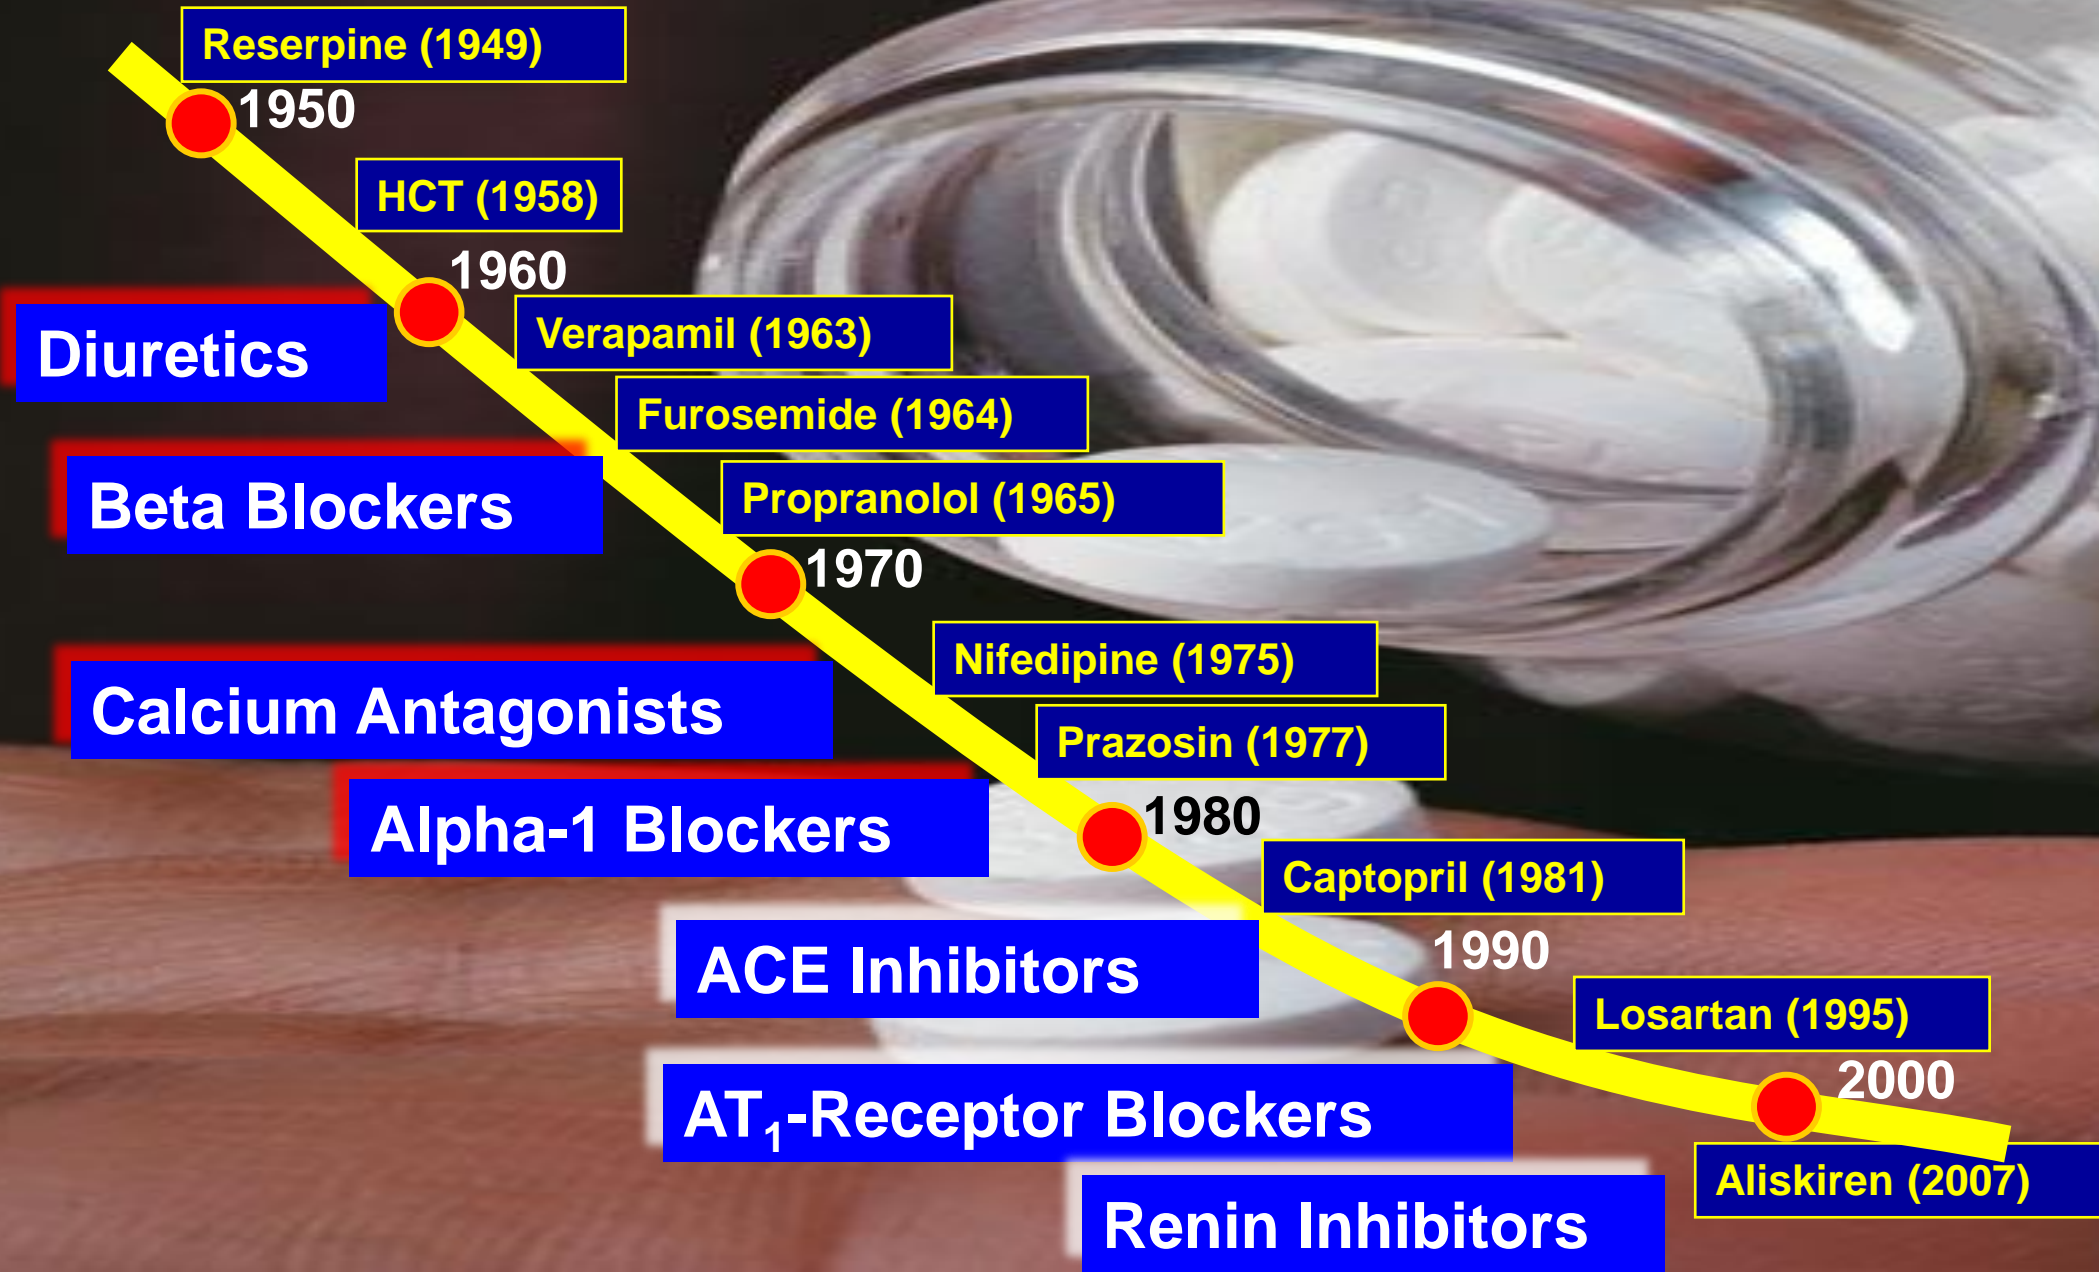 Reserpine (1949)
1950
HCT (1958)
1960
Diuretics
Verapamil (1963)
Furosemide (1964)
Beta Blockers
Propranolol (1965)
1970
Nifedipine (1975)
Calcium Antagonists
Prazosin (1977)
1980
Alpha-1 Blockers
Captopril (1981)
1990
ACE Inhibitors
Losartan (1995)
2000
AT₁-Receptor Blockers
Aliskiren (2007)
Renin Inhibitors